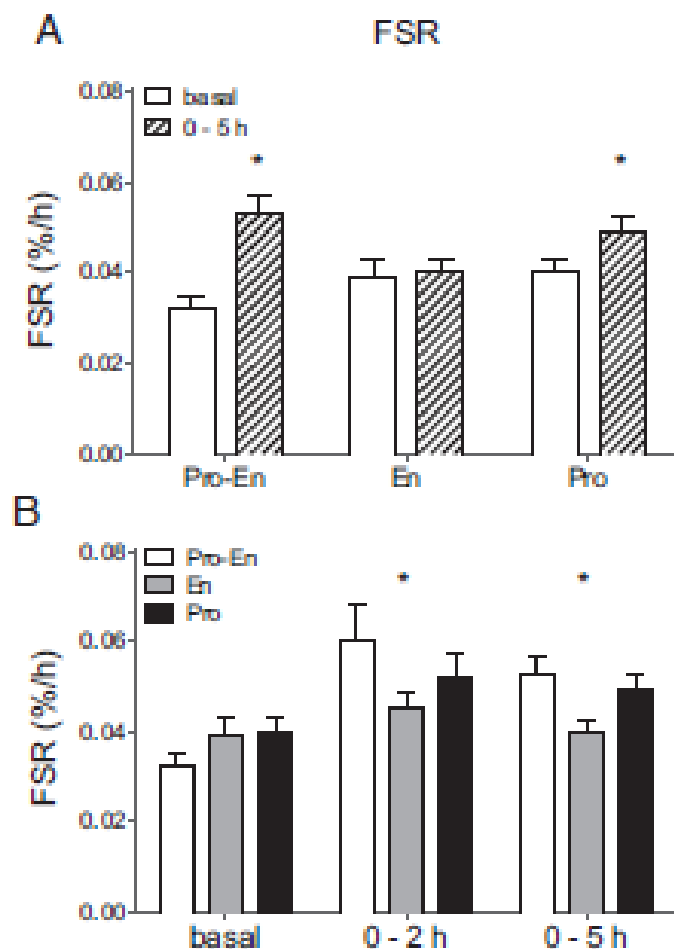 A FSR
0.08
basal
0 - 5 h
* *
0.06
0.04
0.02
0.00
FSR (%/h)
Pro-En En Pro
B
0.08
Pro-En
En
Pro
* *
0.06
0.04
0.02
0.00
FSR (%/h)
basal 0 - 2 h 0 - 5 h